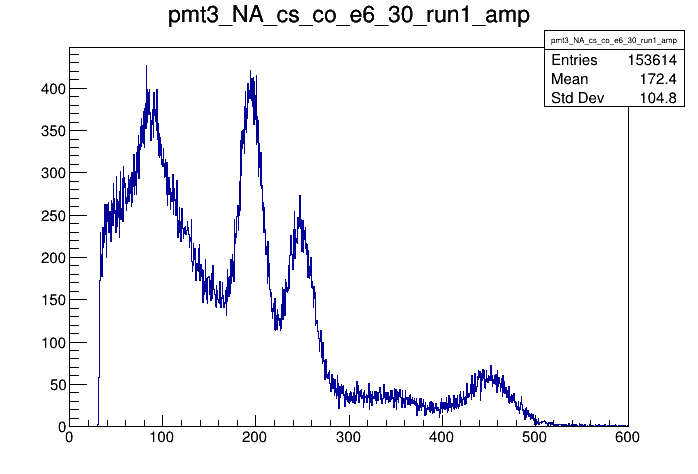 pmt3_NA_cs_co_e6_30_run1_amp
pmt3_NA_cs_co_e6_30_run1_amp
Entries 153614
Mean 172.4
Std Dev 104.8
400
350
300
250
200
150
100
50
0
0 100 200 300 400 500 600